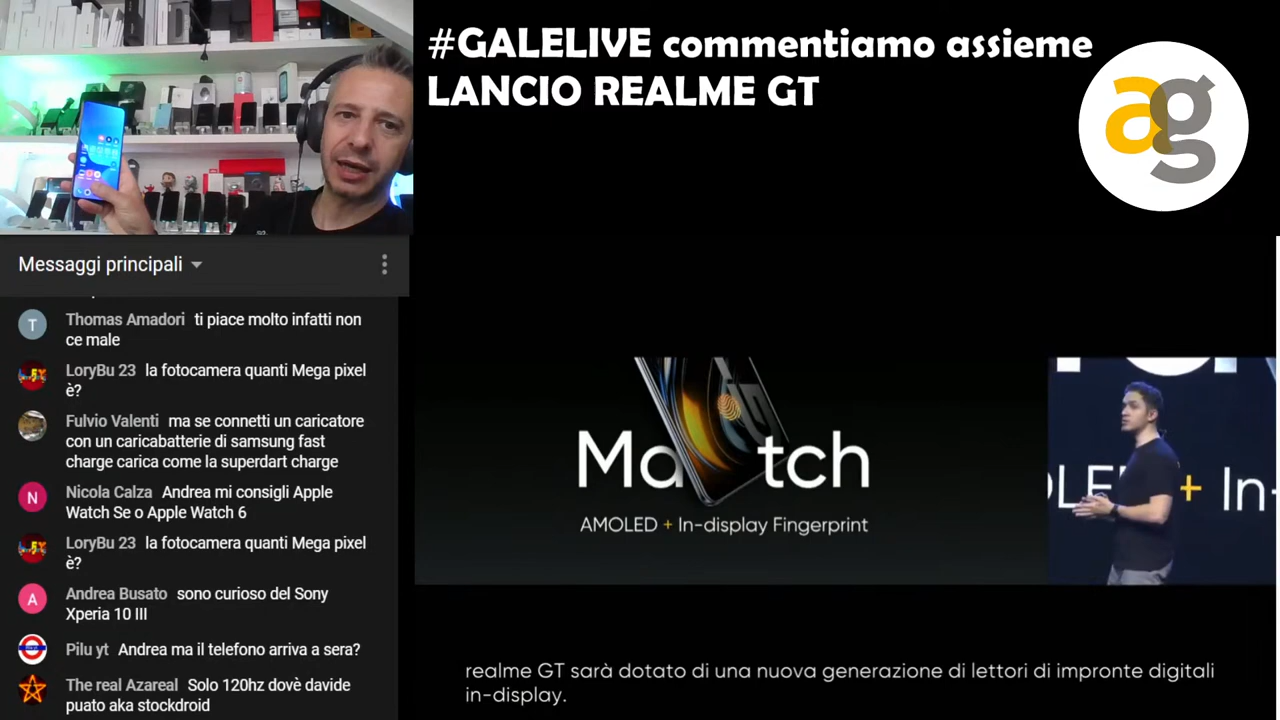 #GALELIVE commentiamo assieme
LANCIO REALME GT
ag
Messaggi principali
T
Thomas Amadori ti piace molto infatti non
ce male
LoryBu 23 la fotocamera quanti Mega pixel
è?
Fulvio Valenti ma se connetti un caricatore
con un caricabatterie di samsung fast
charge carica come la superdart charge
N
Nicola Calza Andrea mi consigli Apple
Watch Se o Apple Watch 6
LoryBu 23 la fotocamera quanti Mega pixel
è?
A
Andrea Busato sono curioso del Sony
Xperia 10 III
Pilu yt Andrea ma il telefono arriva a sera?
The real Azareal Solo 120hz dovè davide
puato aka stockdroid
Ma tch
AMOLED + In-display Fingerprint
+ In-
realme GT sarà dotato di una nuova generazione di lettori di impronte digitali
in-display.